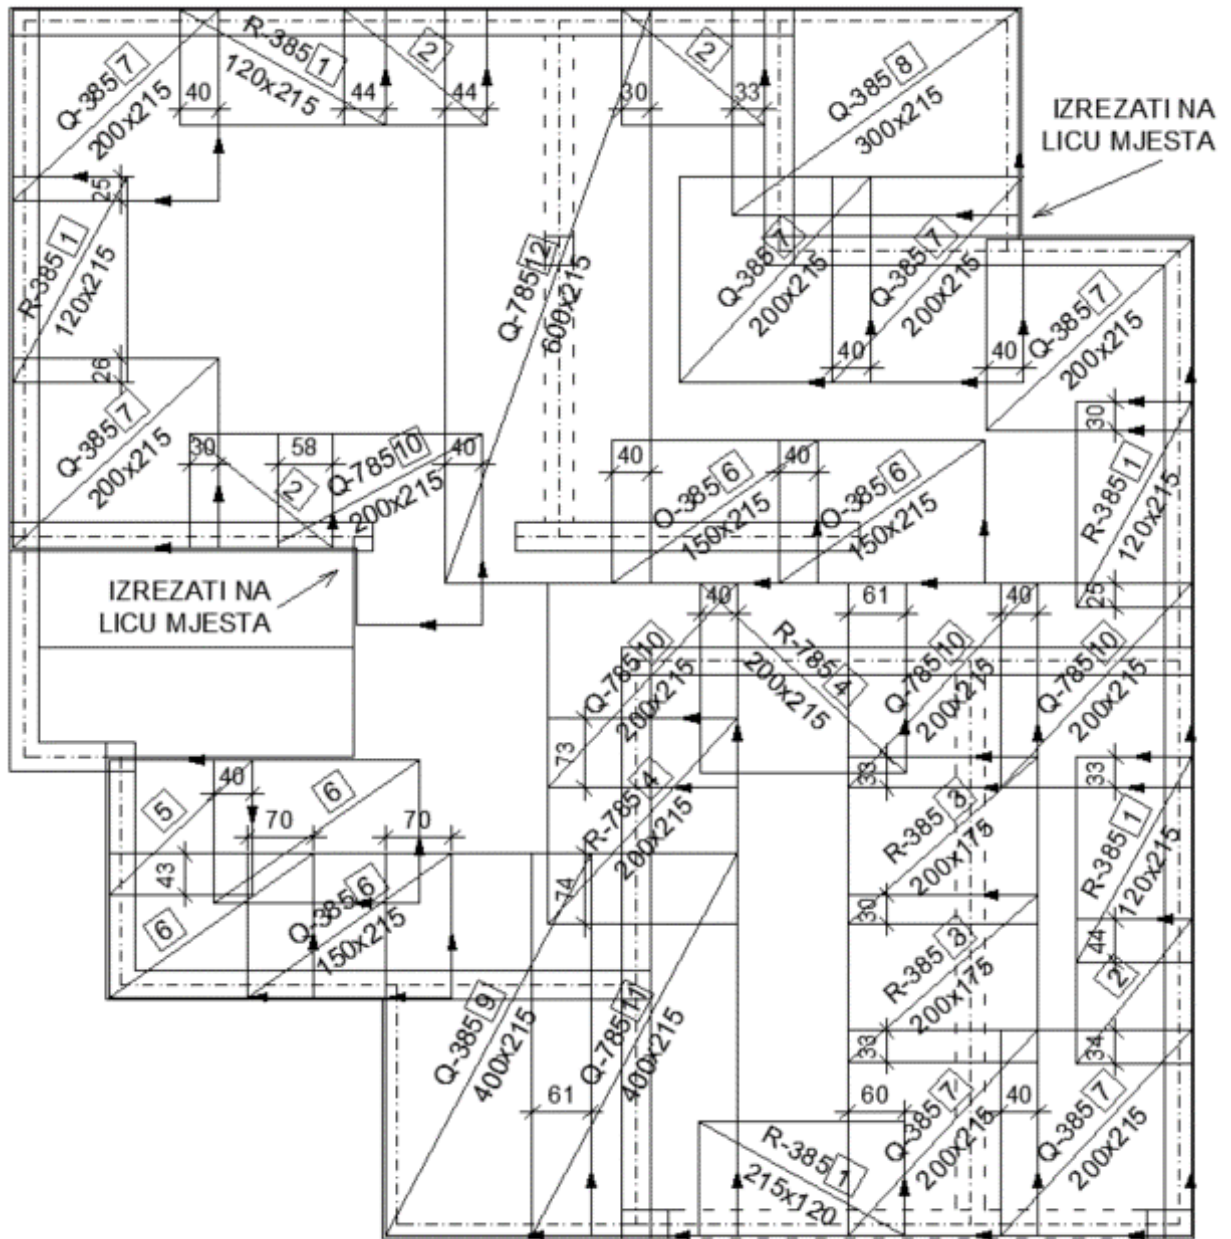 R-385 1
120x215
2
2
Q-385 7
200x215
40
44
44
30
33
Q-385 8
300x215
IZREZATI NA
LICU MJESTA
25
R-385 1
120x215
Q-785 12
600x215
Q-385 7
200x215
Q-385 7
200x215
Q-385 7
200x215
40
40
26
Q-385 7
200x215
30
58
Q-785 10
200x215
2
40
40
Q-385 6
150x215
40
Q-385 6
150x215
30
R-385 1
120x215
25
IZREZATI NA
LICU MJESTA
40
61
40
Q-785 10
200x215
R-785 4
200x215
Q-785 10
200x215
Q-785 10
200x215
73
33
33
R-785 4
200x215
R-385 3
200x175
R-385 1
120x215
5
40
6
70
70
43
6
Q-385 6
150x215
74
30
44
R-385 3
200x175
2
Q-385 9
400x215
Q-785 11
400x215
33
34
61
60
40
Q-385 7
200x215
Q-385 7
200x215
R-385 1
215x120